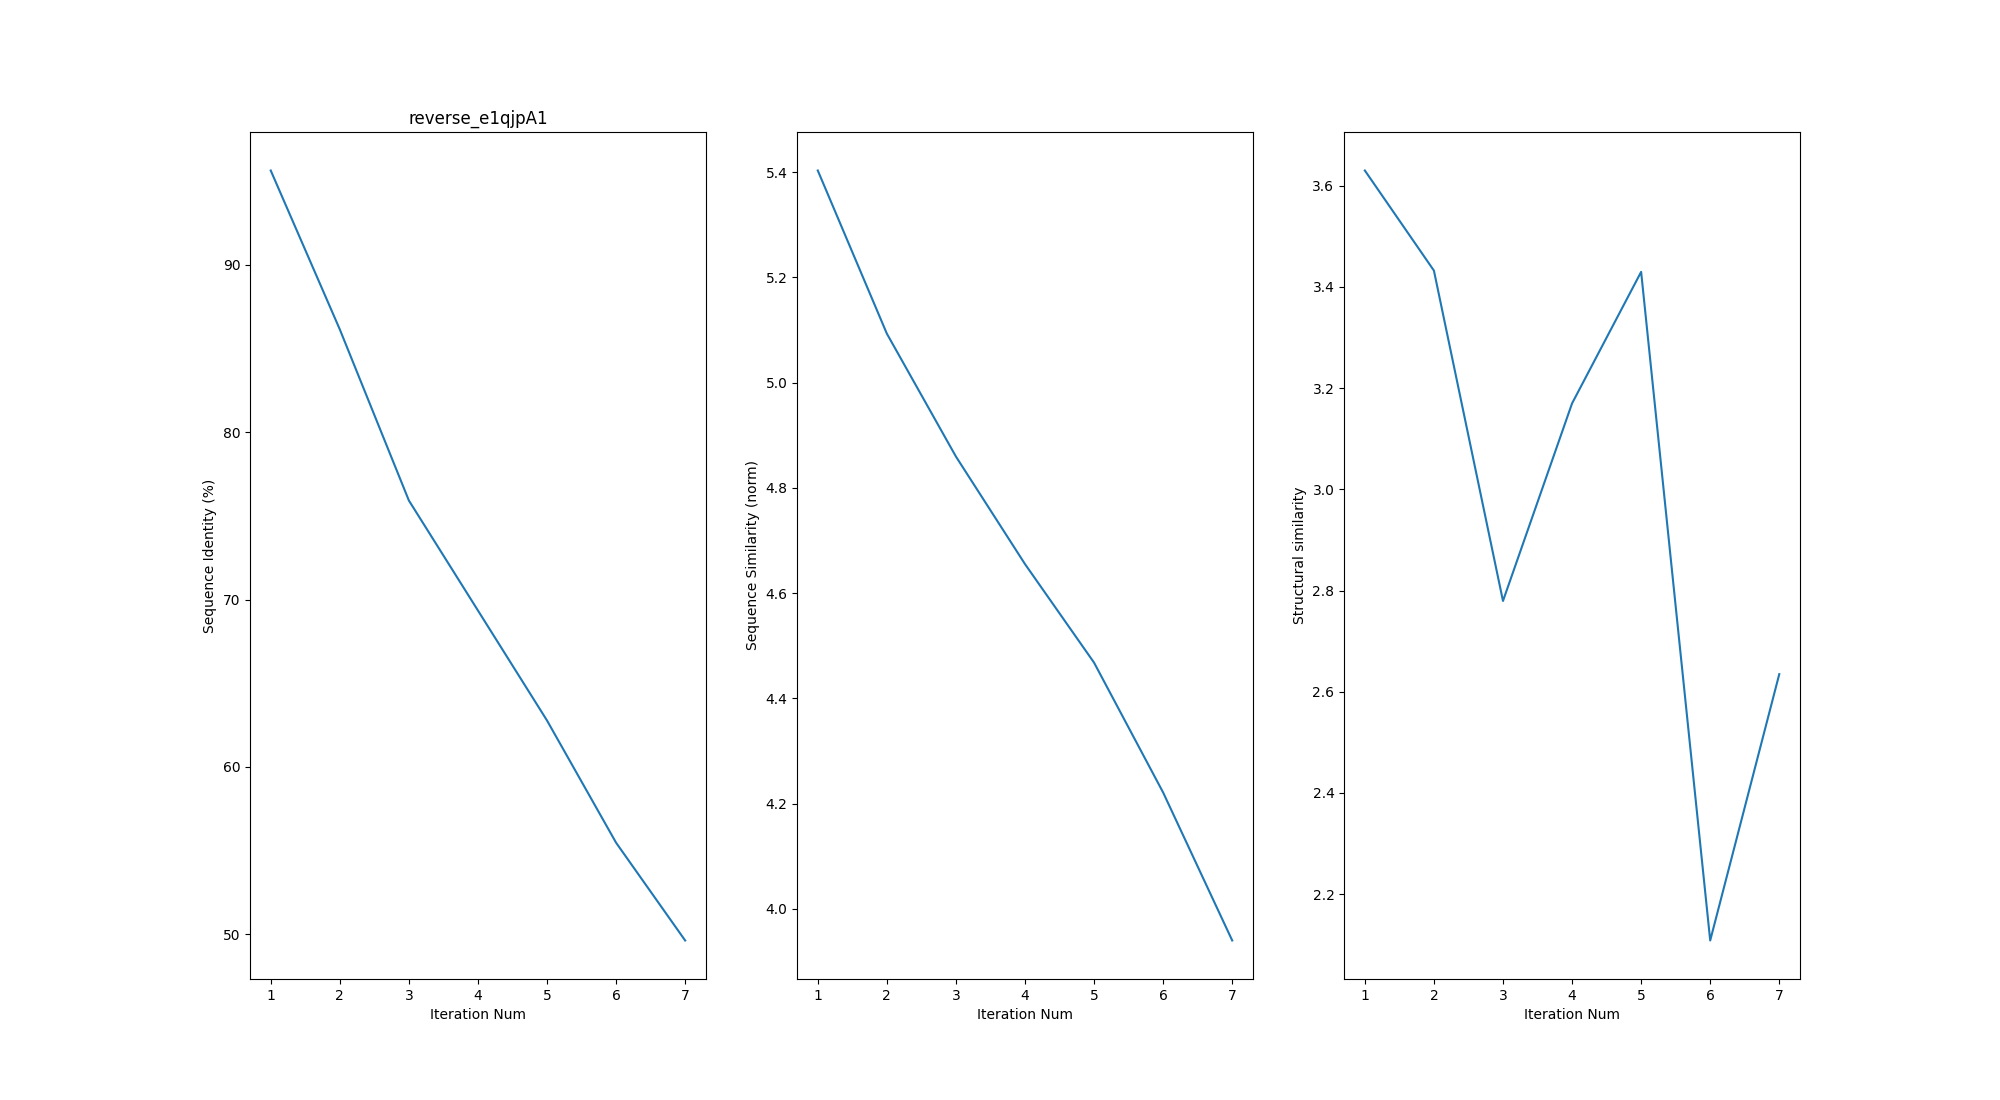 reverse_e1qjpA1
90
80
70
60
50
Sequence Identity (%)
1 2 3 4 5 6 7
Iteration Num
5.4
5.2
5.0
4.8
4.6
4.4
4.2
4.0
Sequence Similarity (norm)
1 2 3 4 5 6 7
Iteration Num
3.6
3.4
3.2
3.0
2.8
2.6
2.4
2.2
Structural similarity
1 2 3 4 5 6 7
Iteration Num